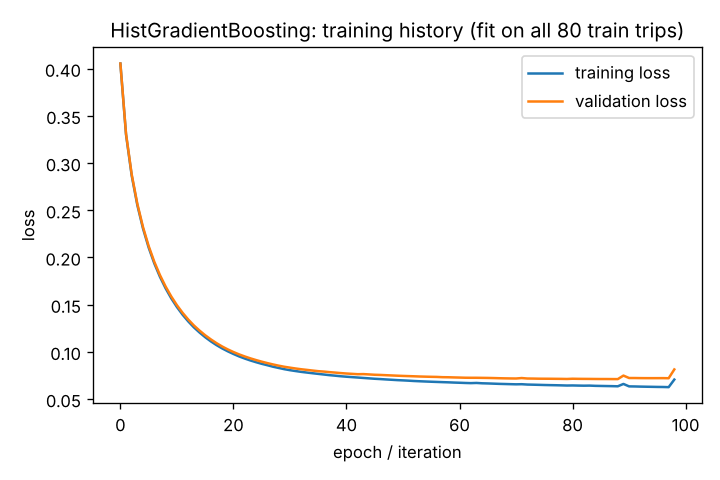 HistGradientBoosting: training history (fit on all 80 train trips)
training loss
validation loss
0.40
0.35
0.30
0.25
0.20
0.15
0.10
0.05
loss
0 20 40 60 80 100
epoch / iteration